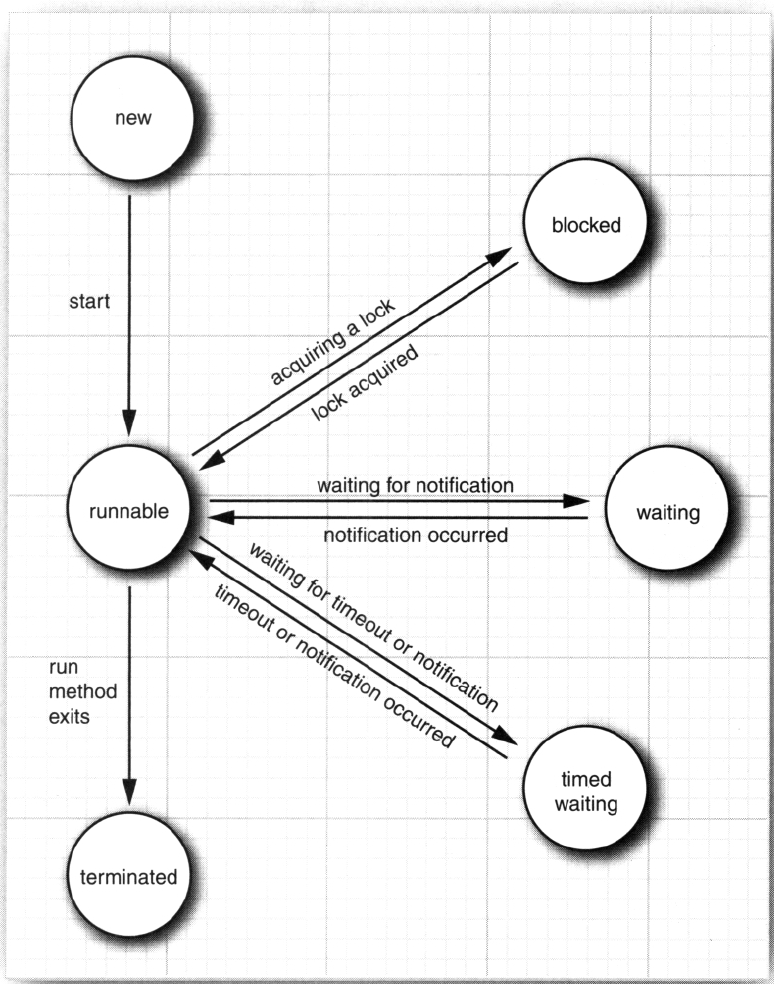 new
blocked
start
acquiring a lock
lock acquired
runnable
waiting for notification
notification occurred
waiting
waiting for timeout or notification
timeout or notification occurred
run
method
exits
timed
waiting
terminated